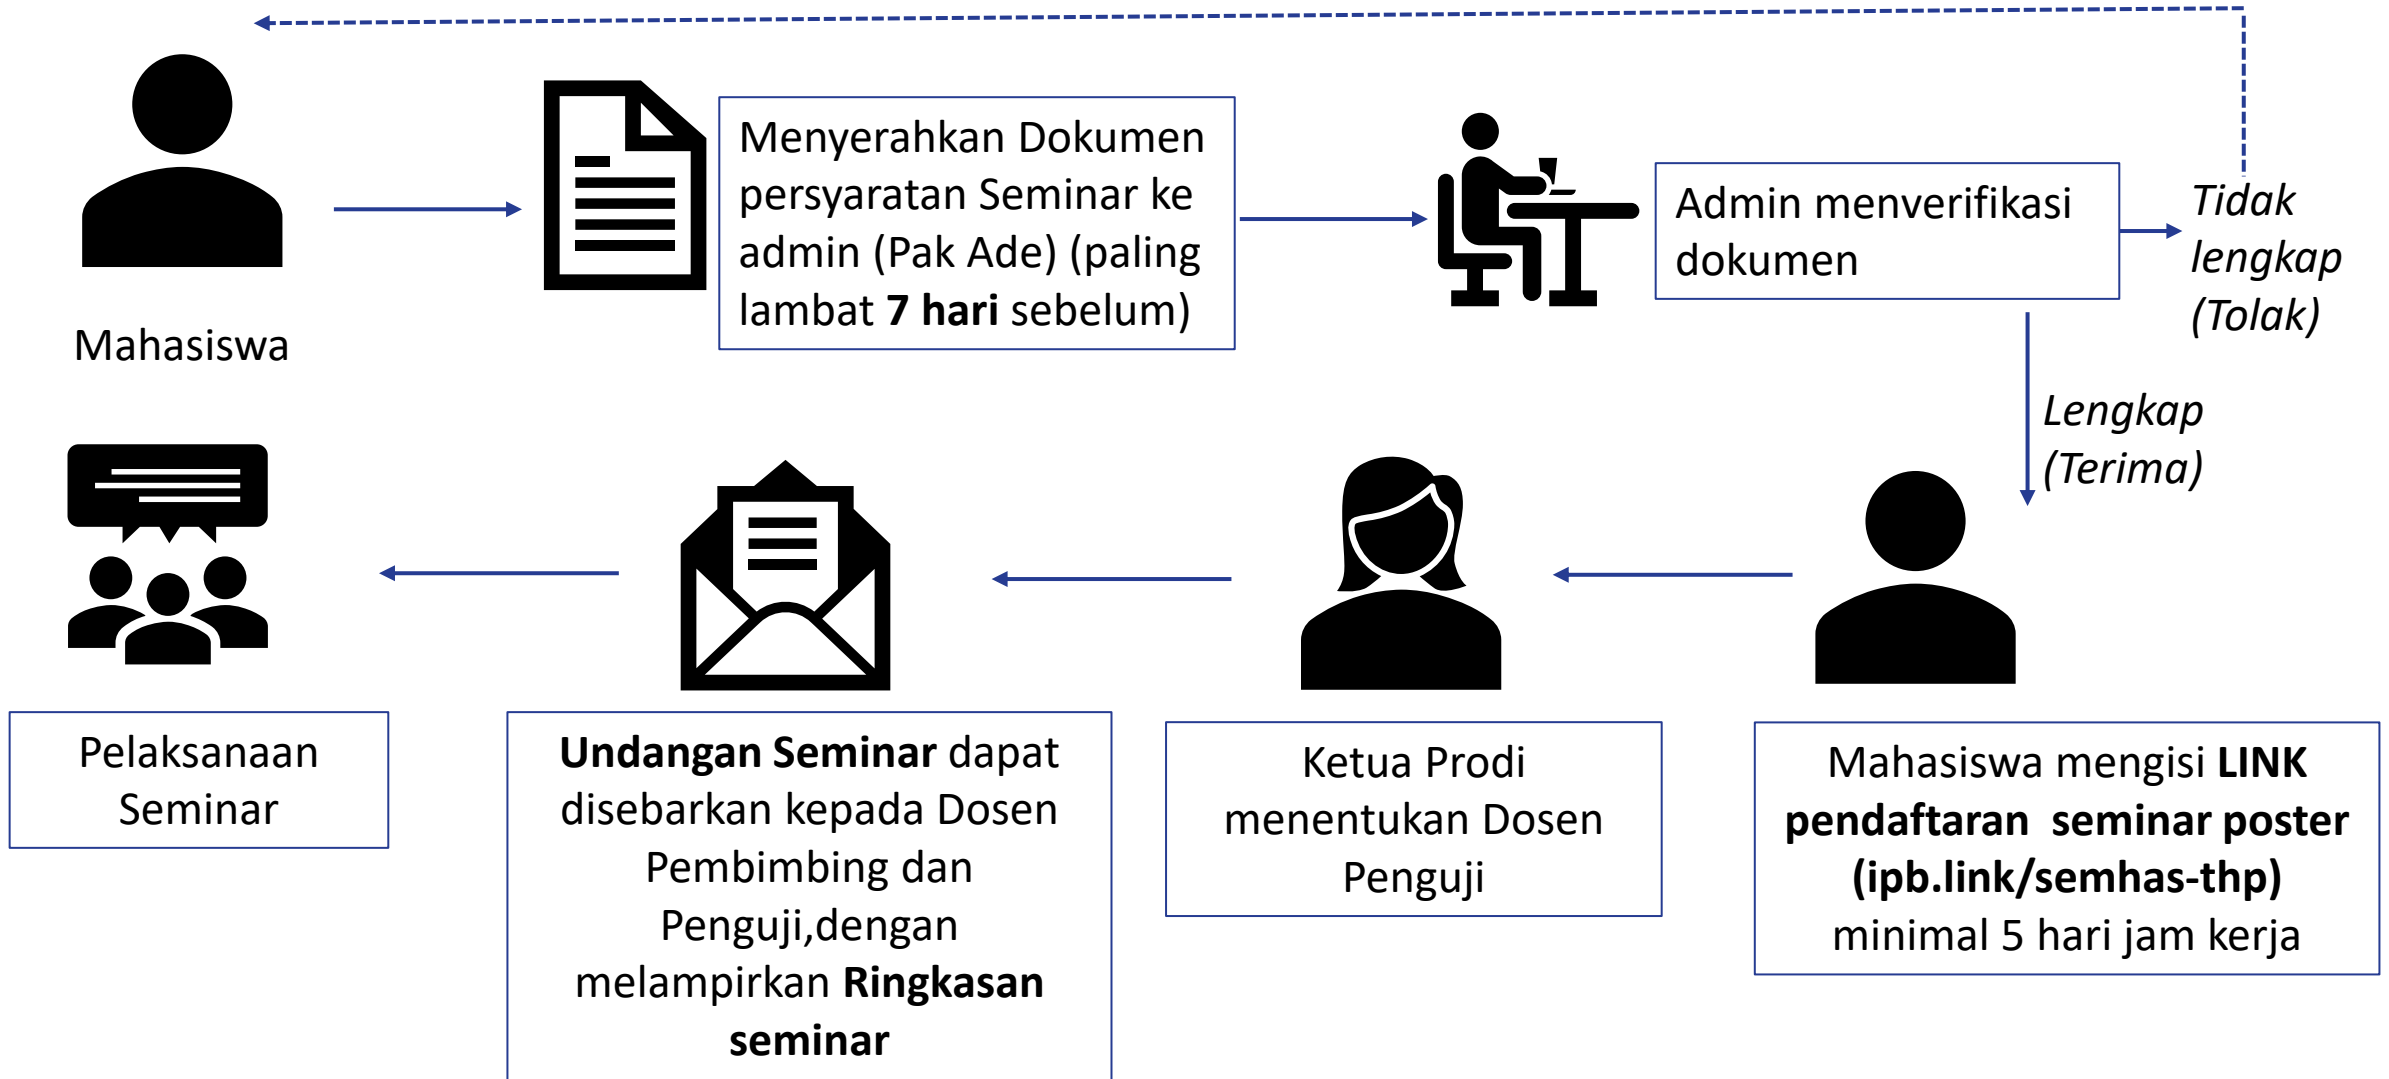 Mahasiswa
Menyerahkan Dokumen
persyaratan Seminar ke
admin (Pak Ade) (paling
lambat 7 hari sebelum)
Admin menverifikasi
dokumen
Tidak
lengkap
(Tolak)
Lengkap
(Terima)
Mahasiswa mengisi LINK
pendaftaran  seminar poster
(ipb.link/semhas-thp)
minimal 5 hari jam kerja
Ketua Prodi
menentukan Dosen
Penguji
Undangan Seminar dapat
disebarkan kepada Dosen
Pembimbing dan
Penguji,dengan
melampirkan Ringkasan
seminar
Pelaksanaan
Seminar